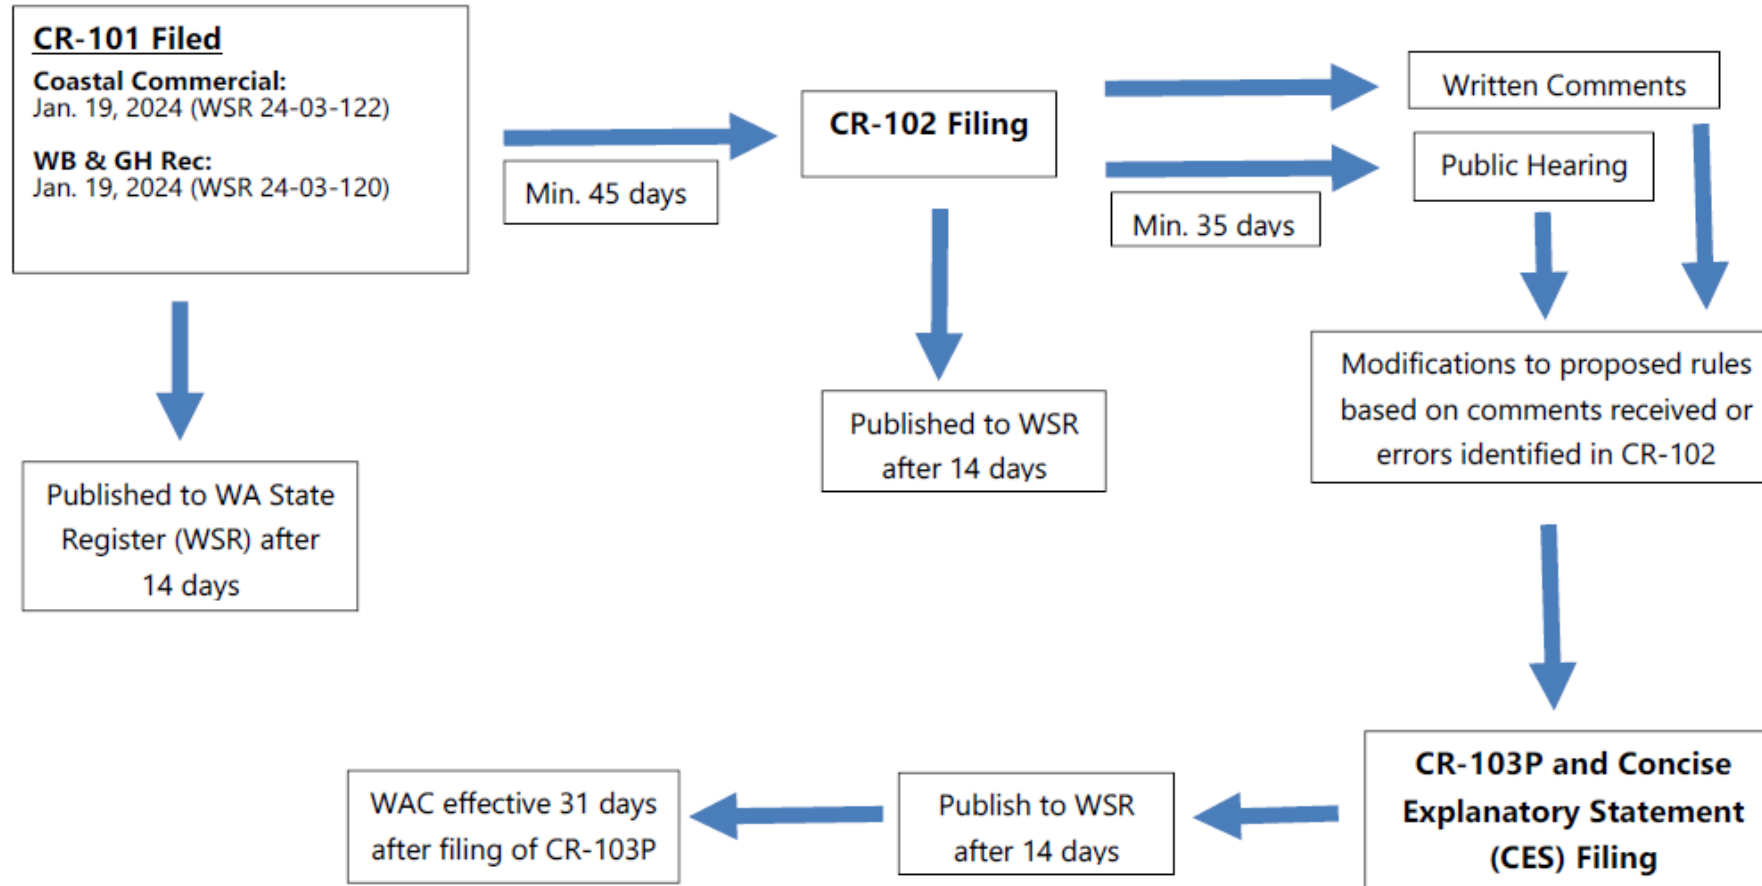 CR-101 Filed
Coastal Commercial:
Jan. 19, 2024 (WSR 24-03-122)
WB & GH Rec:
Jan. 19, 2024 (WSR 24-03-120)
Min. 45 days
CR-102 Filing
Written Comments
Public Hearing
Min. 35 days
Published to WA State
Register (WSR) after
14 days
Published to WSR
after 14 days
Modifications to proposed rules
based on comments received or
errors identified in CR-102
CR-103P and Concise
Explanatory Statement
(CES) Filing
Publish to WSR
after 14 days
WAC effective 31 days
after filing of CR-103P